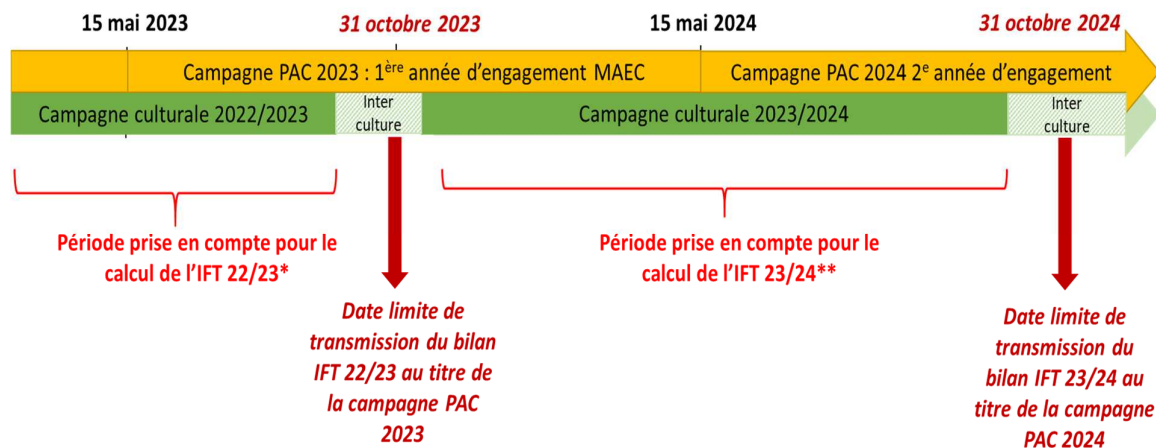 15 mai 2023
31 octobre 2023
15 mai 2024
31 octobre 2024
Campagne PAC 2023 : 1ère année d'engagement MAEC
Campagne PAC 2024 2e année d'engagement
Campagne culturale 2022/2023
Inter
culture
Campagne culturale 2023/2024
Inter
culture
Période prise en compte pour le
calcul de l'IFT 22/23*
Période prise en compte pour le
calcul de l'IFT 23/24**
Date limite de
transmission du bilan
IFT 22/23 au titre de
la campagne PAC
2023
Date limite de
transmission du
bilan IFT 23/24 au
titre de la campagne
PAC 2024